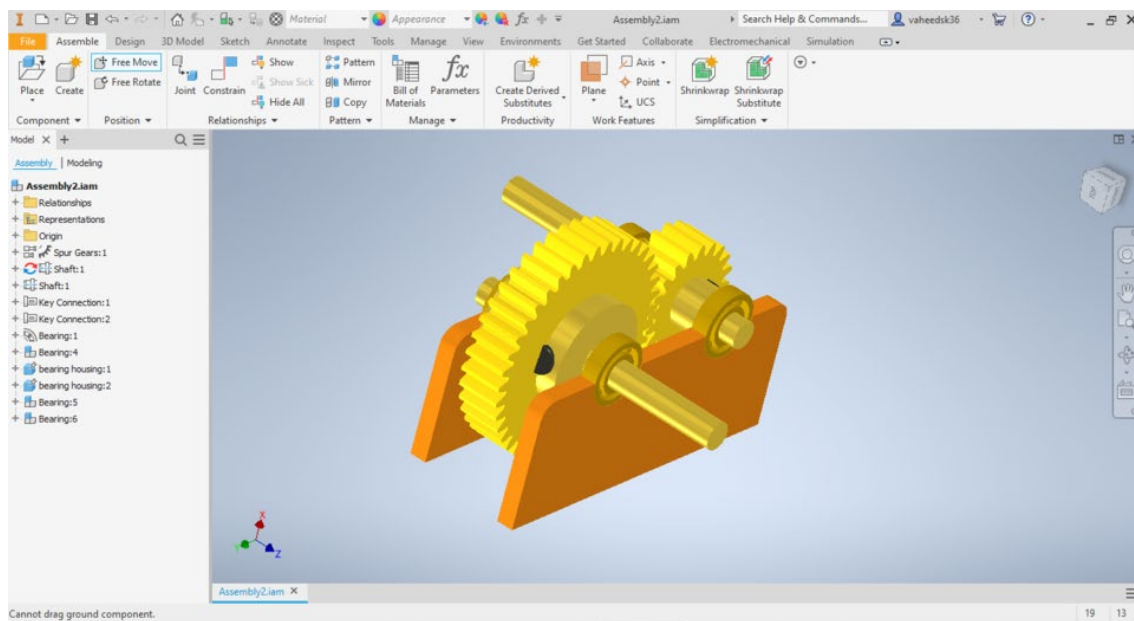 Material Appearance fx Assembly2.iam Search Help & Commands... vaheedsk36
File Assemble Design 3D Model Sketch Annotate Inspect Tools Manage View Environments Get Started Collaborate Electromechanical Simulation
Free Move Show Pattern fx Axis
Free Rotate Show Sick Mirror Point
Place Create Joint Constrain Hide All Copy Bill of Materials Parameters Create Derived Substitutes Plane UCS Shrinkwrap Shrinkwrap Substitute
Component Position Relationships Pattern Manage Productivity Work Features Simplification
Model
Assembly | Modeling
Assembly2.iam
Relationships
Representations
Origin
Spur Gears:1
Shaft:1
Shaft:1
Key Connection:1
Key Connection:2
Bearing:1
Bearing:4
bearing housing:1
bearing housing:2
Bearing:5
Bearing:6
X
Y
Z
Assembly2.iam
Cannot drag ground component. 19 13